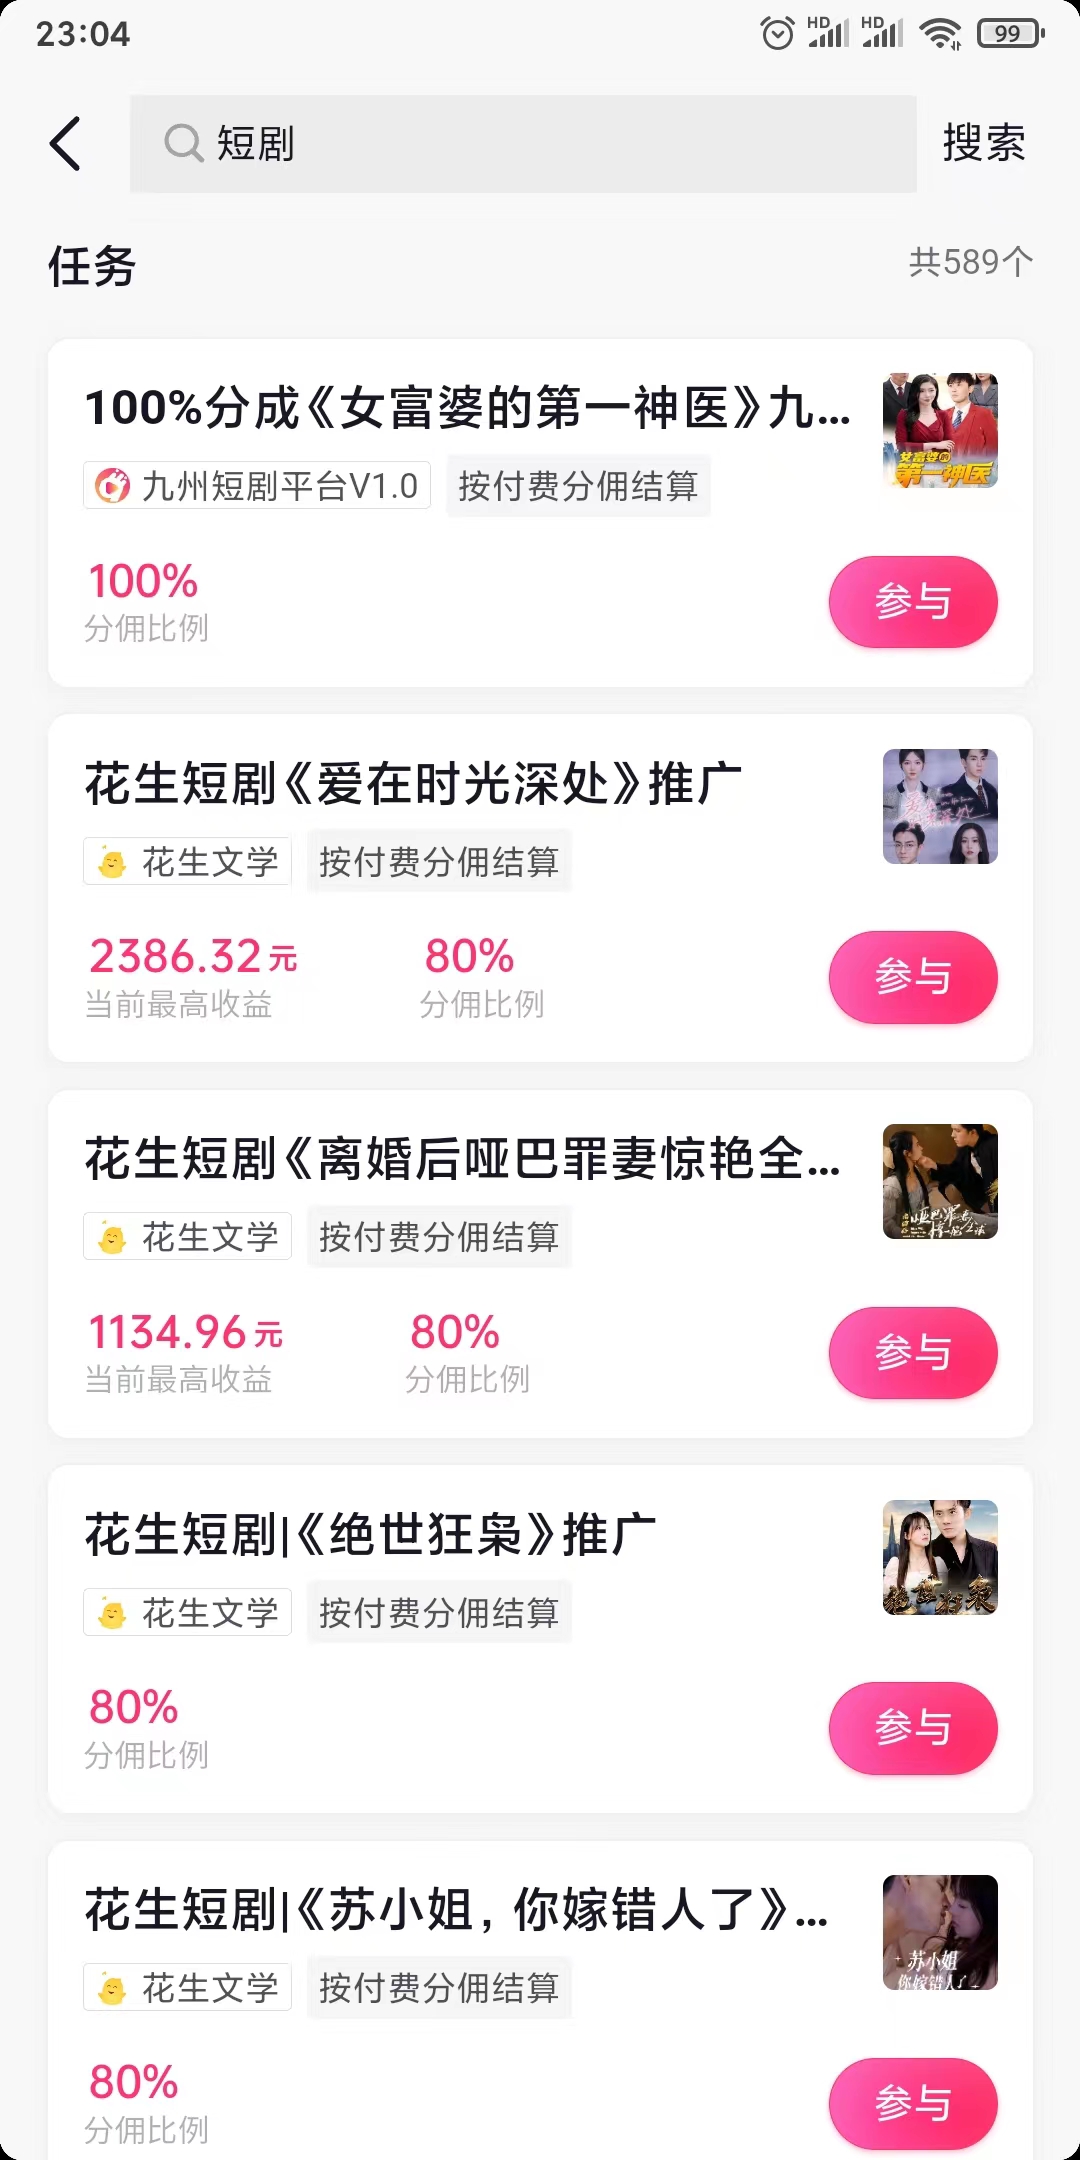 23:04
HD HD 99
短剧
搜索
任务
共589个
100%分成《女富婆的第一神医》九...
女富婆的
第一神医
九州短剧平台V1.0 按付费分佣结算
100%
分佣比例
参与
花生短剧《爱在时光深处》推广
花生文学 按付费分佣结算
2386.32元 80%
当前最高收益 分佣比例
参与
花生短剧《离婚后哑巴罪妻惊艳全...
花生文学 按付费分佣结算
1134.96元 80%
当前最高收益 分佣比例
参与
花生短剧|《绝世狂枭》推广
绝世狂枭
花生文学 按付费分佣结算
80%
分佣比例
参与
花生短剧|《苏小姐，你嫁错人了》...
苏小姐
你嫁错人了
花生文学 按付费分佣结算
80%
分佣比例
参与